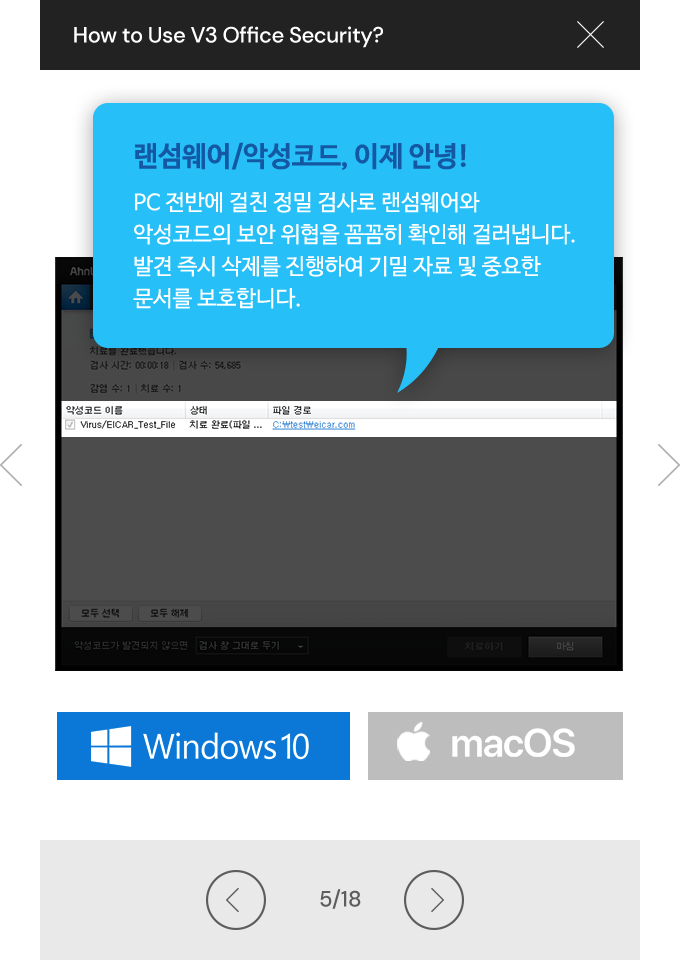 How to Use V3 Office Security?
랜섬웨어/악성코드, 이제 안녕!
PC 전반에 걸친 정밀 검사로 랜섬웨어와
악성코드의 보안 위협을 꼼꼼히 확인해 걸러냅니다.
발견 즉시 삭제를 진행하여 기밀 자료 및 중요한
문서를 보호합니다.
치료를 완료했습니다.
검사 시간: 00:00:18 | 검사 수: 54,685
감염 수: 1 | 치료 수: 1
악성코드 이름 상태 파일 경로
Virus/EICAR_Test_File 치료 완료(파일 ... C:₩test₩eicar.com
모두 선택 모두 해제
악성코드가 발견되지 않으면 검사 창 그대로 두기 치료하기 마침
Windows 10 macOS
5/18